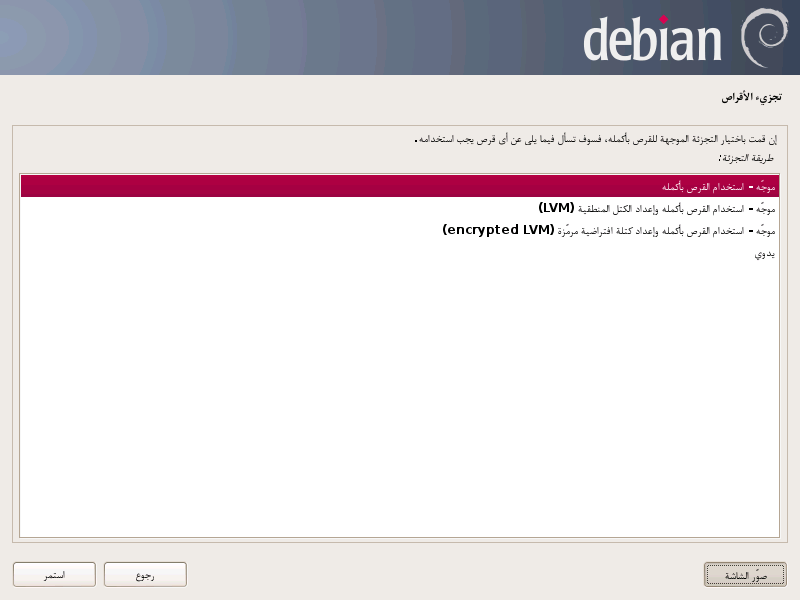 debian
تجزيء الأقراص
إن قمت باختيار التجزئة الموجهة للقرص بأكمله، فسوف تسأل فيما يلى عن أى قرص يجب استخدامه.
طريقة التجزئة:
موجّه - استخدام القرص بأكمله
موجّه - استخدام القرص بأكمله وإعداد الكتل المنطقية (LVM)
موجّه - استخدام القرص بأكمله وإعداد كتلة افتراضية مرمّزة (encrypted LVM)
يدوي
صوّر الشاشة
رجوع
استمر